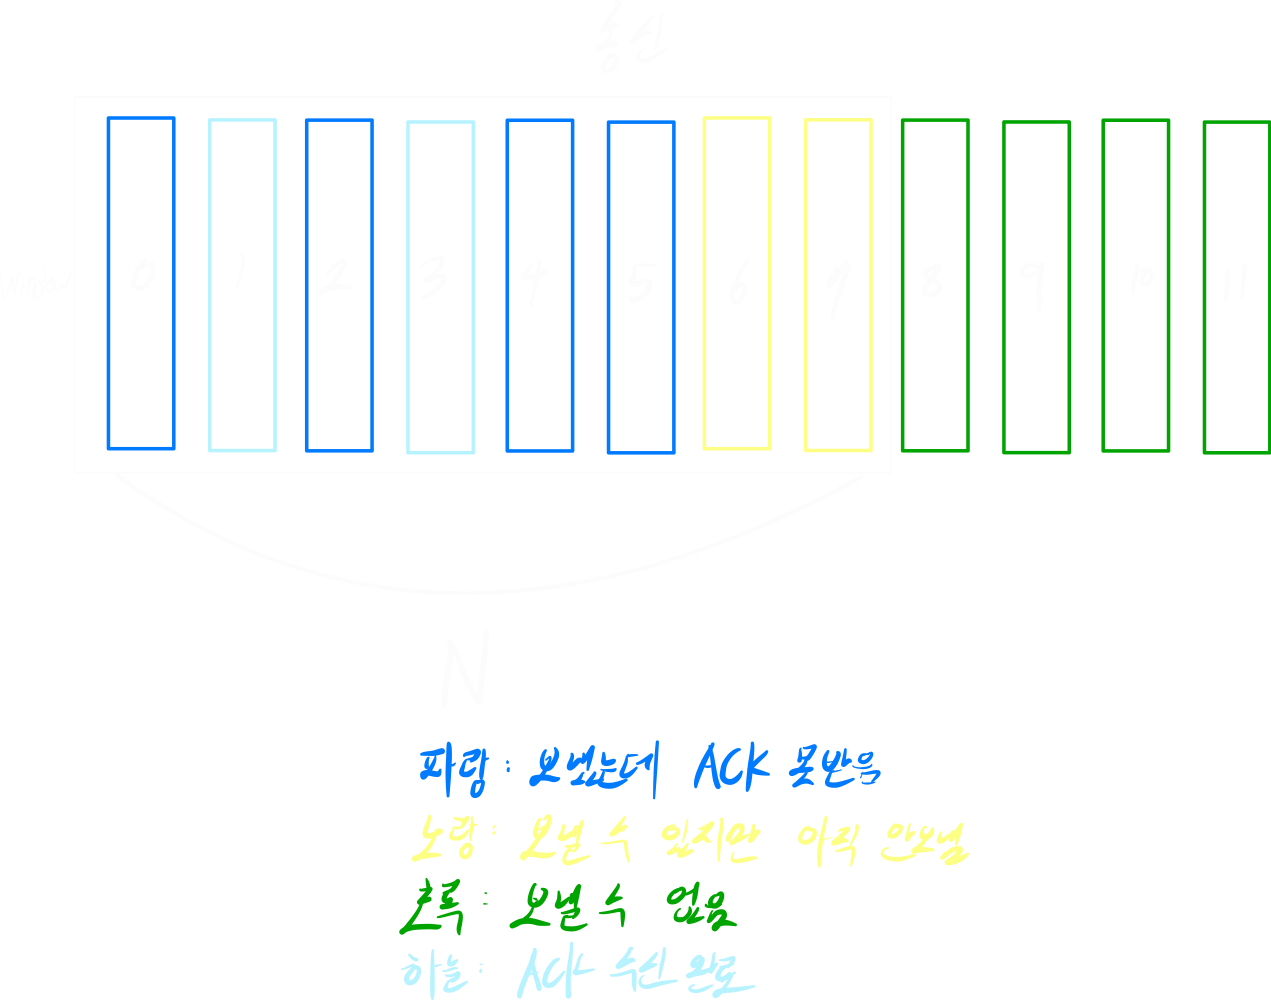 송신
Window 0 1 2 3 4 5 6 7 8 9 10 11
N
파랑 : 보냈는데 ACK 못받음
노랑 : 보낼 수 있지만 아직 안보냄
초록 : 보낼 수 없음
하늘 : ACK 수신 완료